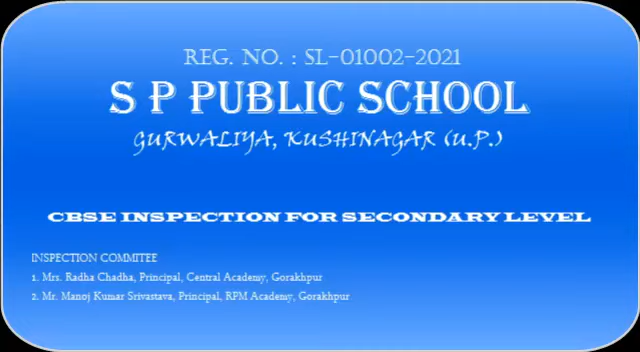 REG. NO. : SL-01002-2021
S P PUBLIC SCHOOL
GURWALIYA, KUSHINAGAR (U.P.)
CBSE INSPECTION FOR SECONDARY LEVEL
INSPECTION COMMITEE
1. Mrs. Radha Chadha, Principal, Central Academy, Gorakhpur
2. Mr. Manoj Kumar Srivastava, Principal, RPM Academy, Gorakhpur